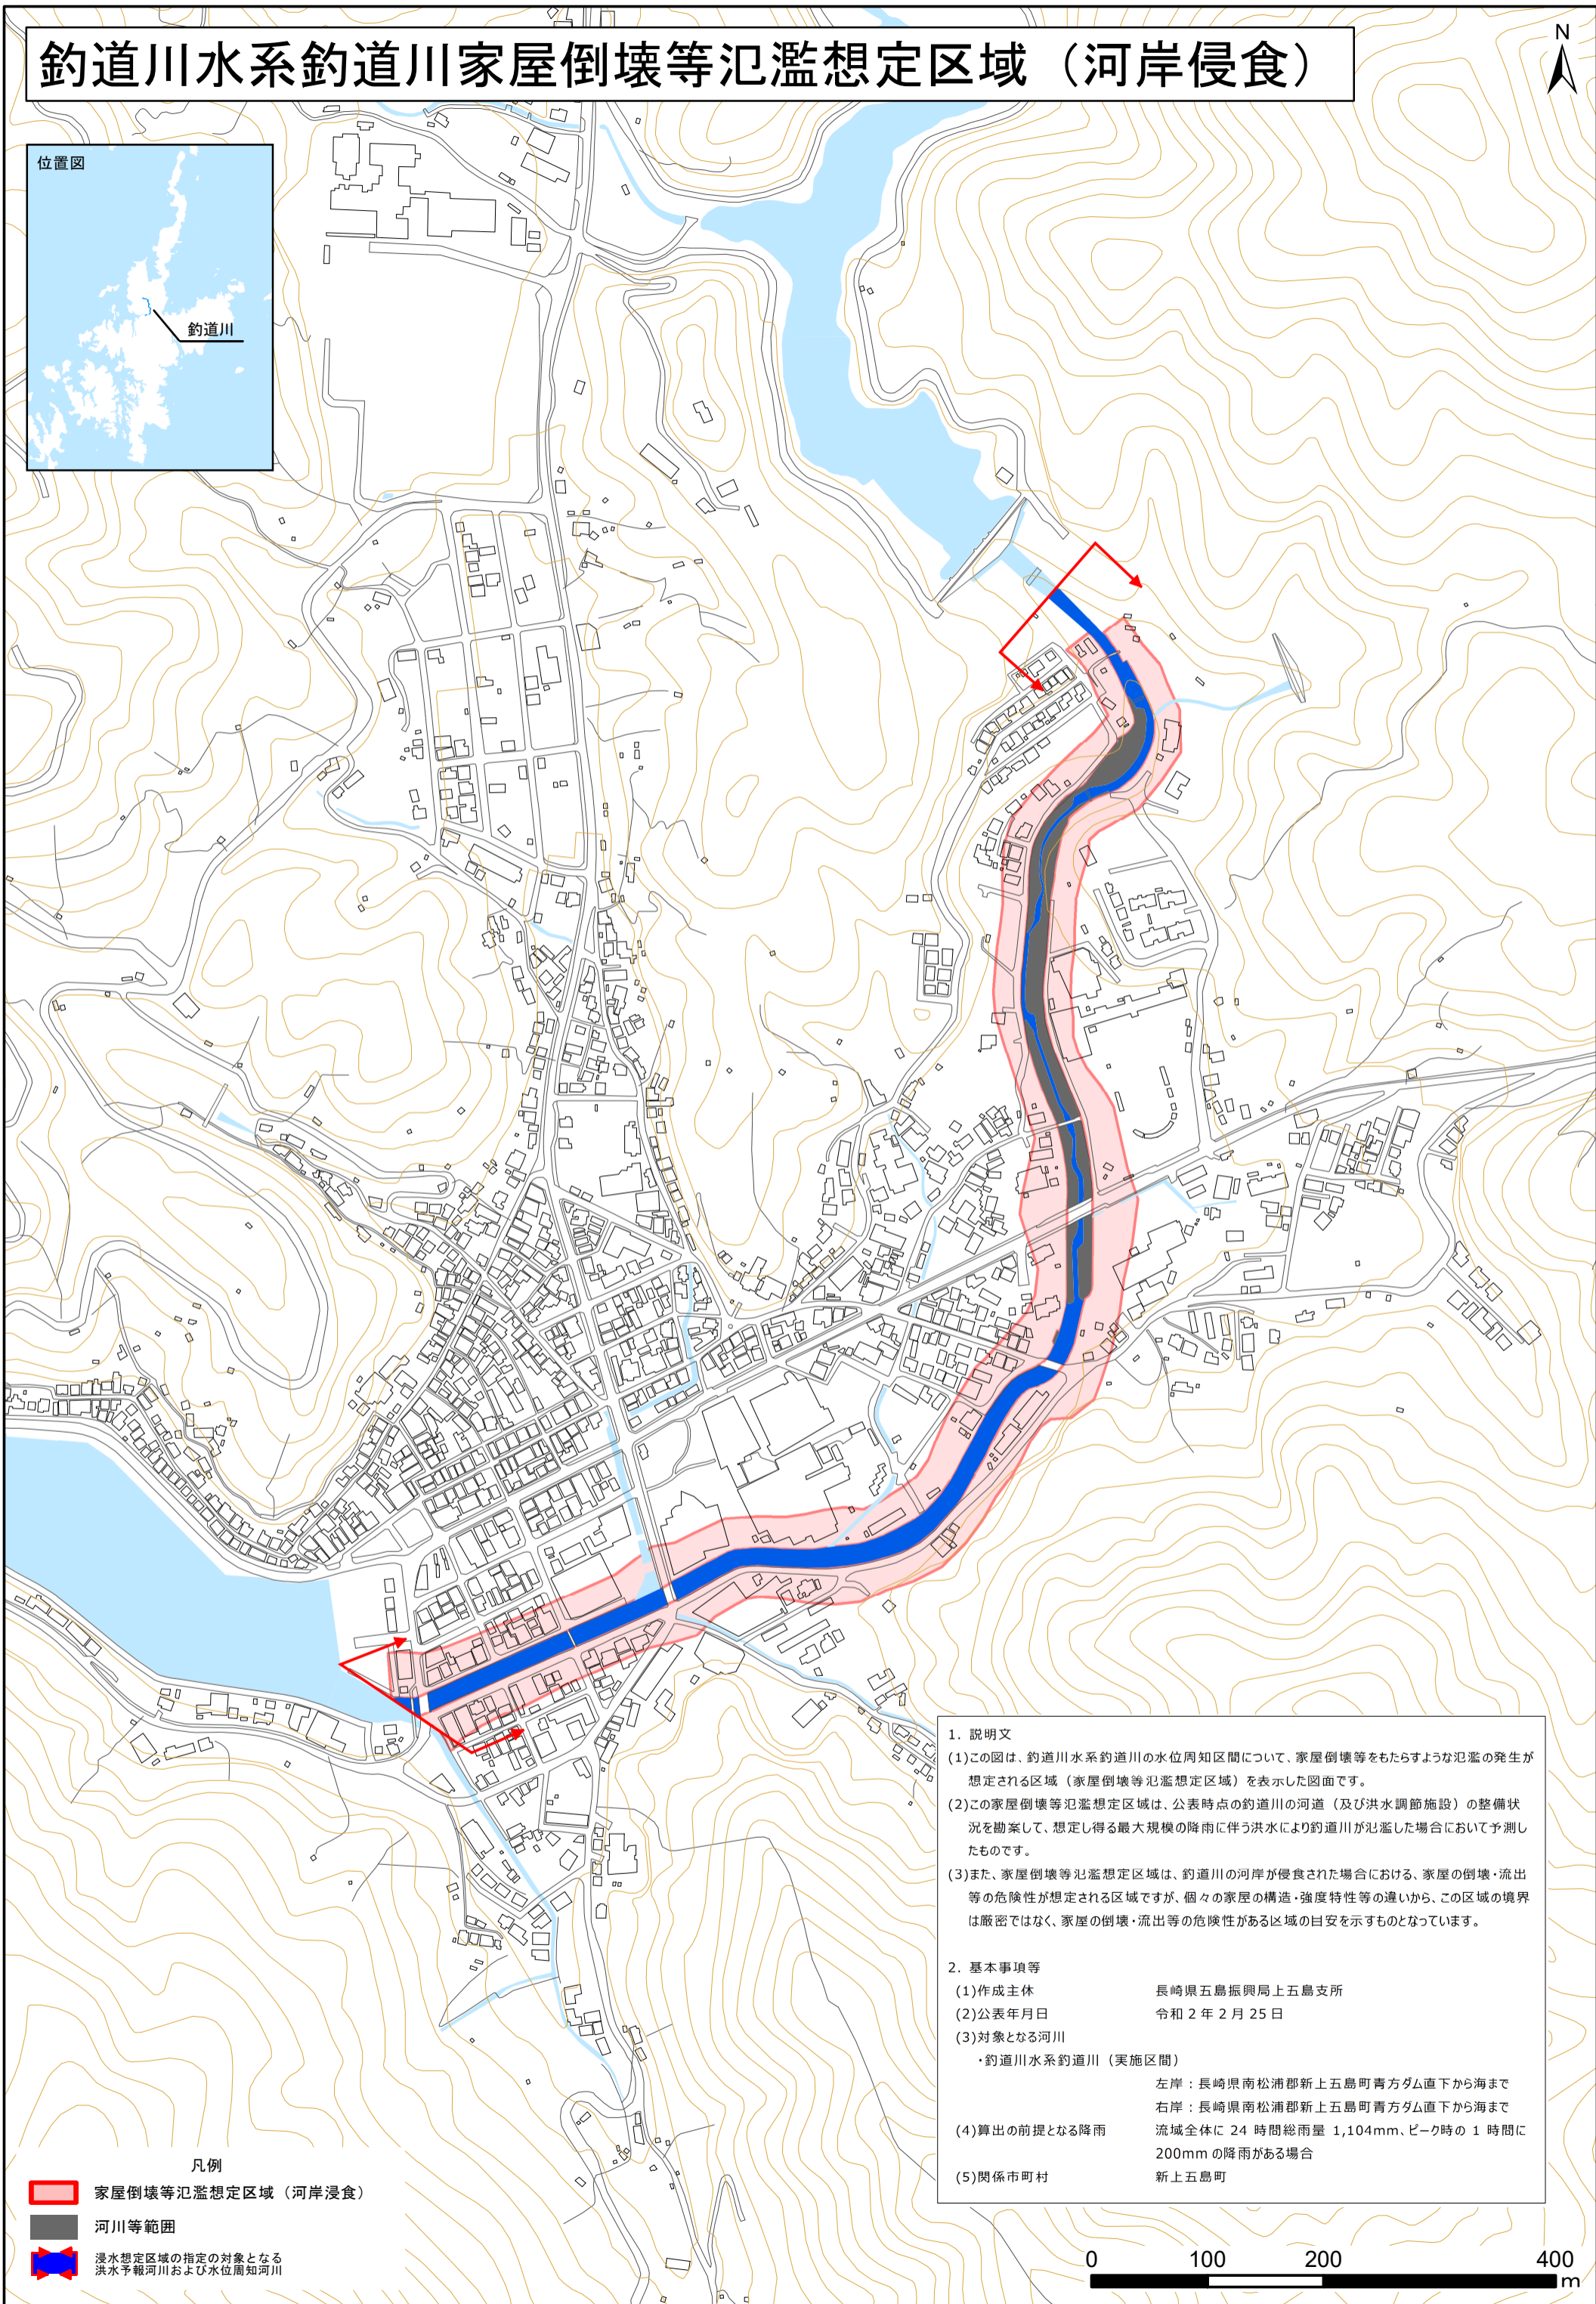 釣道川水系釣道川家屋倒壊等氾濫想定区域（河岸侵食）
N
位置図
釣道川
1. 説明文
(1)この図は、釣道川水系釣道川の水位周知区間について、家屋倒壊等をもたらすような氾濫の発生が
想定される区域（家屋倒壊等氾濫想定区域）を表示した図面です。
(2)この家屋倒壊等氾濫想定区域は、公表時点の釣道川の河道（及び洪水調節施設）の整備状
況を勘案して、想定し得る最大規模の降雨に伴う洪水により釣道川が氾濫した場合において予測し
たものです。
(3)また、家屋倒壊等氾濫想定区域は、釣道川の河岸が侵食された場合における、家屋の倒壊・流出
等の危険性が想定される区域ですが、個々の家屋の構造・強度特性等の違いから、この区域の境界
は厳密ではなく、家屋の倒壊・流出等の危険性がある区域の目安を示すものとなっています。
2. 基本事項等
(1)作成主体 長崎県五島振興局上五島支所
(2)公表年月日 令和 2 年 2 月 25 日
(3)対象となる河川
・釣道川水系釣道川（実施区間）
左岸：長崎県南松浦郡新上五島町青方ダム直下から海まで
右岸：長崎県南松浦郡新上五島町青方ダム直下から海まで
(4)算出の前提となる降雨 流域全体に 24 時間総雨量 1,104mm、ピーク時の 1 時間に
200mm の降雨がある場合
(5)関係市町村 新上五島町
凡例
家屋倒壊等氾濫想定区域（河岸浸食）
河川等範囲
浸水想定区域の指定の対象となる
洪水予報河川および水位周知河川
0 100 200 400
m